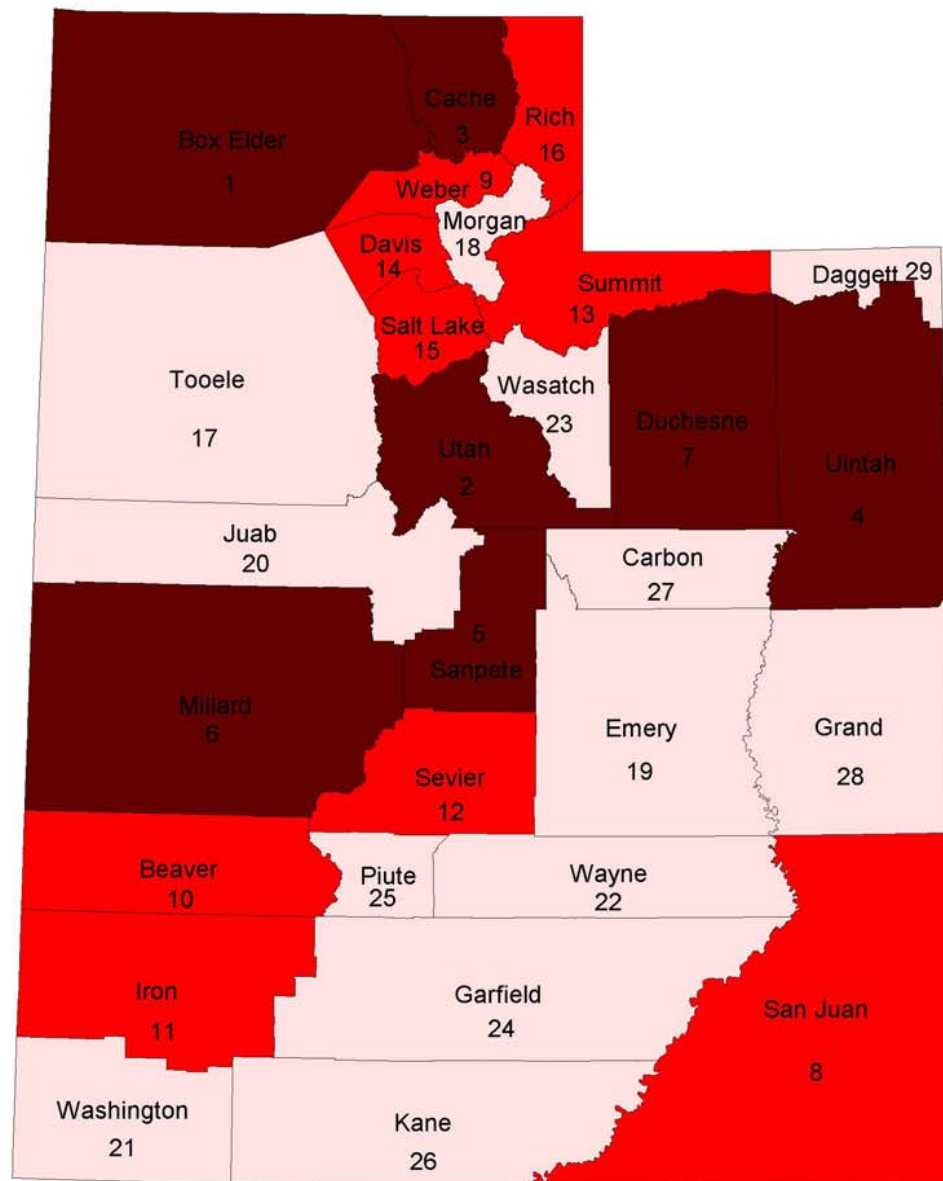 Cache
3
Rich
16
Box Elder
1
Weber 9
Morgan
18
Davis
14
Summit
13
Daggett 29
Salt Lake
15
Tooele
17
Wasatch
23
Duchesne
7
Utah
2
Uintah
4
Juab
20
Carbon
27
5
Sanpete
Millard
6
Emery
19
Grand
28
Sevier
12
Beaver
10
Piute
25
Wayne
22
Iron
11
Garfield
24
San Juan
8
Washington
21
Kane
26